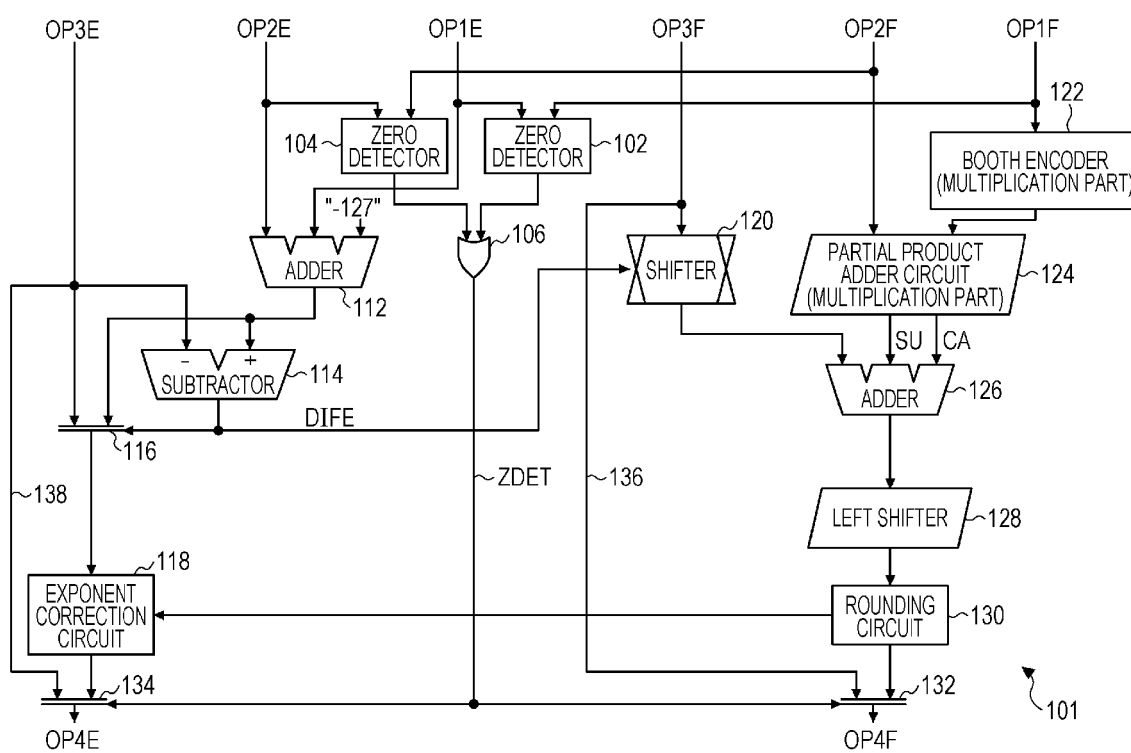 OP3E
OP2E
OP1E
OP3F
OP2F
OP1F
122
104
ZERO
DETECTOR
ZERO
DETECTOR
102
BOOTH ENCODER
(MULTIPLICATION PART)
"-127"
106
120
ADDER
112
SHIFTER
PARTIAL PRODUCT
ADDER CIRCUIT
(MULTIPLICATION PART)
124
SU
CA
- +
SUBTRACTOR
114
ADDER
126
DIFE
116
138
ZDET
136
LEFT SHIFTER
128
118
EXPONENT
CORRECTION
CIRCUIT
ROUNDING
CIRCUIT
130
134
132
101
OP4E
OP4F